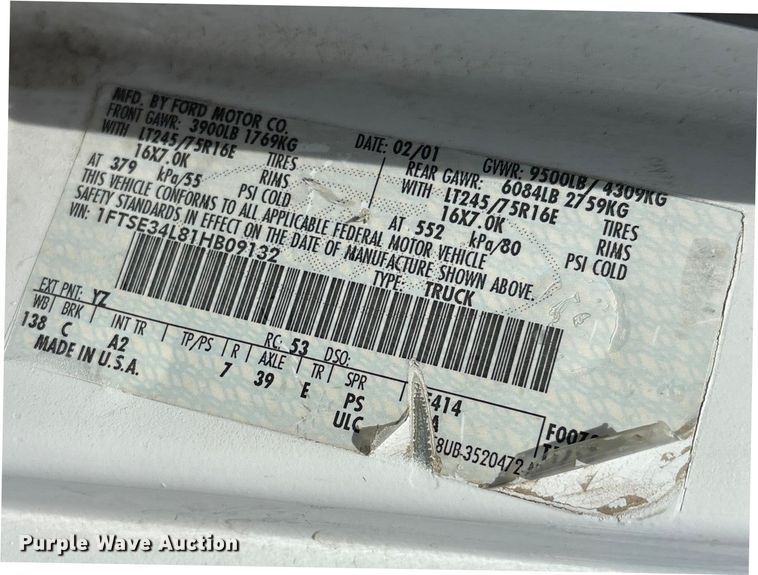 MFD. BY FORD MOTOR CO.
DATE: 02/01
GVWR: 9500LB/ 4309KG
FRONT GAWR: 3900LB 1769KG
REAR GAWR: 6084LB 2759KG
WITH LT245/75R16E TIRES
WITH LT245/75R16E TIRES
16X7.0K RIMS
16X7.0K RIMS
AT 379 kPa/55 PSI COLD
AT 552 kPa/80 PSI COLD
THIS VEHICLE CONFORMS TO ALL APPLICABLE FEDERAL MOTOR VEHICLE
SAFETY STANDARDS IN EFFECT ON THE DATE OF MANUFACTURE SHOWN ABOVE.
VIN: 1FTSE34L81HB09132
TYPE: TRUCK
EXT PNT: YZ
RC: 53 DSO:
WB BRK INT TR TP/PS R AXLE TR SPR
138 C A2 7 39 E PS
ULC
MADE IN U.S.A.
414
8UB-3520472
Purple Wave Auction